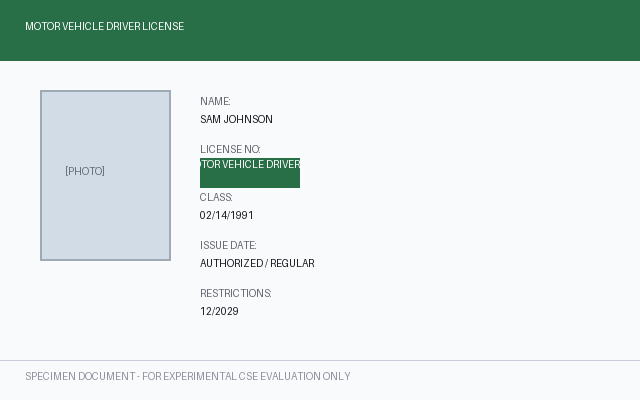 MOTOR VEHICLE DRIVER LICENSE
[PHOTO]
NAME:
SAM JOHNSON
LICENSE NO:
VEHICLE DRIVER
CLASS:
02/14/1991
ISSUE DATE:
AUTHORIZED / REGULAR
RESTRICTIONS:
12/2029
SPECIMEN DOCUMENT - FOR EXPERIMENTAL CSE EVALUATION ONLY